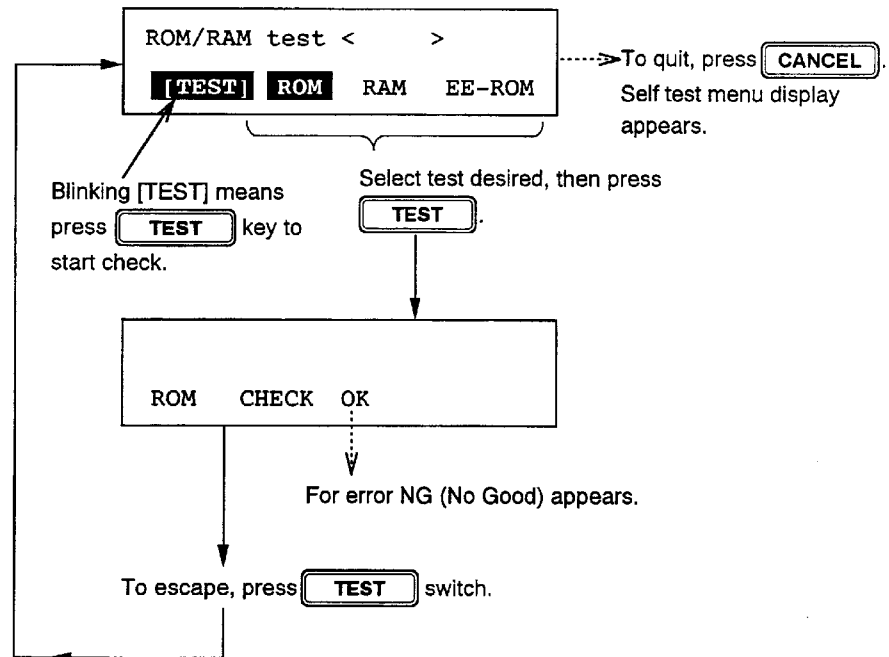 ROM/RAM test <    >
[TEST] ROM RAM EE-ROM
To quit, press CANCEL.
Self test menu display
appears.
Blinking [TEST] means
press TEST key to
start check.
Select test desired, then press
TEST.
ROM CHECK OK
For error NG (No Good) appears.
To escape, press TEST switch.